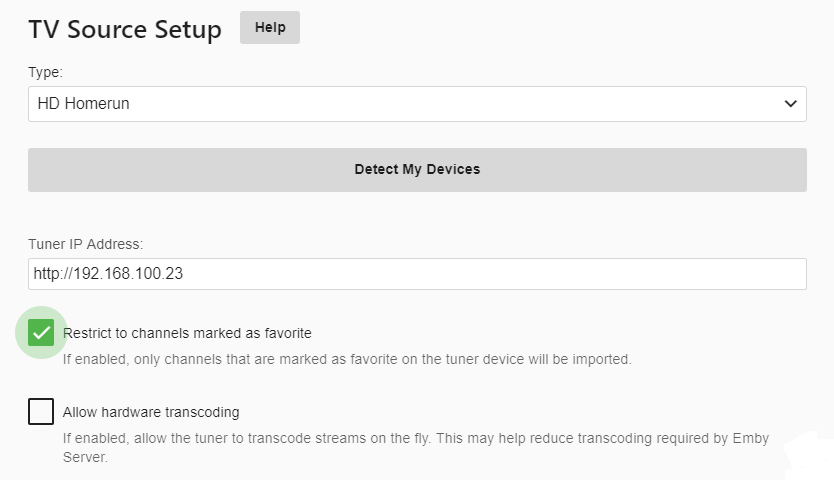 TV Source Setup
Help
Type:
HD Homerun
Detect My Devices
Tuner IP Address:
http://192.168.100.23
Restrict to channels marked as favorite
If enabled, only channels that are marked as favorite on the tuner device will be imported.
Allow hardware transcoding
If enabled, allow the tuner to transcode streams on the fly. This may help reduce transcoding required by Emby
Server.